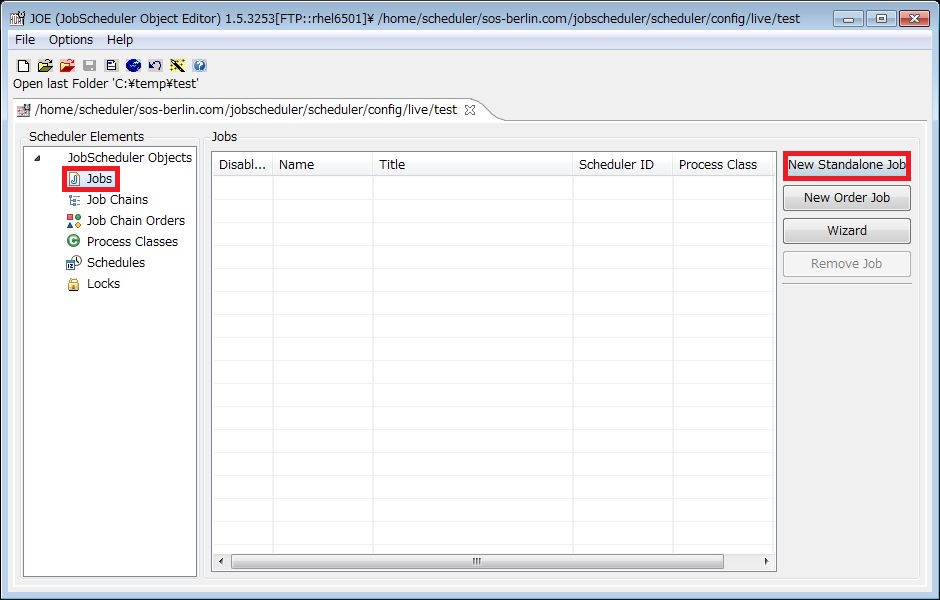 JOE (JobScheduler Object Editor) 1.5.3253[FTP::rhel6501]¥ /home/scheduler/sos-berlin.com/jobscheduler/scheduler/config/live/test
File Options Help
Open last Folder 'C:¥temp¥test'
/home/scheduler/sos-berlin.com/jobscheduler/scheduler/config/live/test
Scheduler Elements
JobScheduler Objects
Jobs
Job Chains
Job Chain Orders
Process Classes
Schedules
Locks
Jobs
Disabl... Name Title Scheduler ID Process Class
New Standalone Job
New Order Job
Wizard
Remove Job